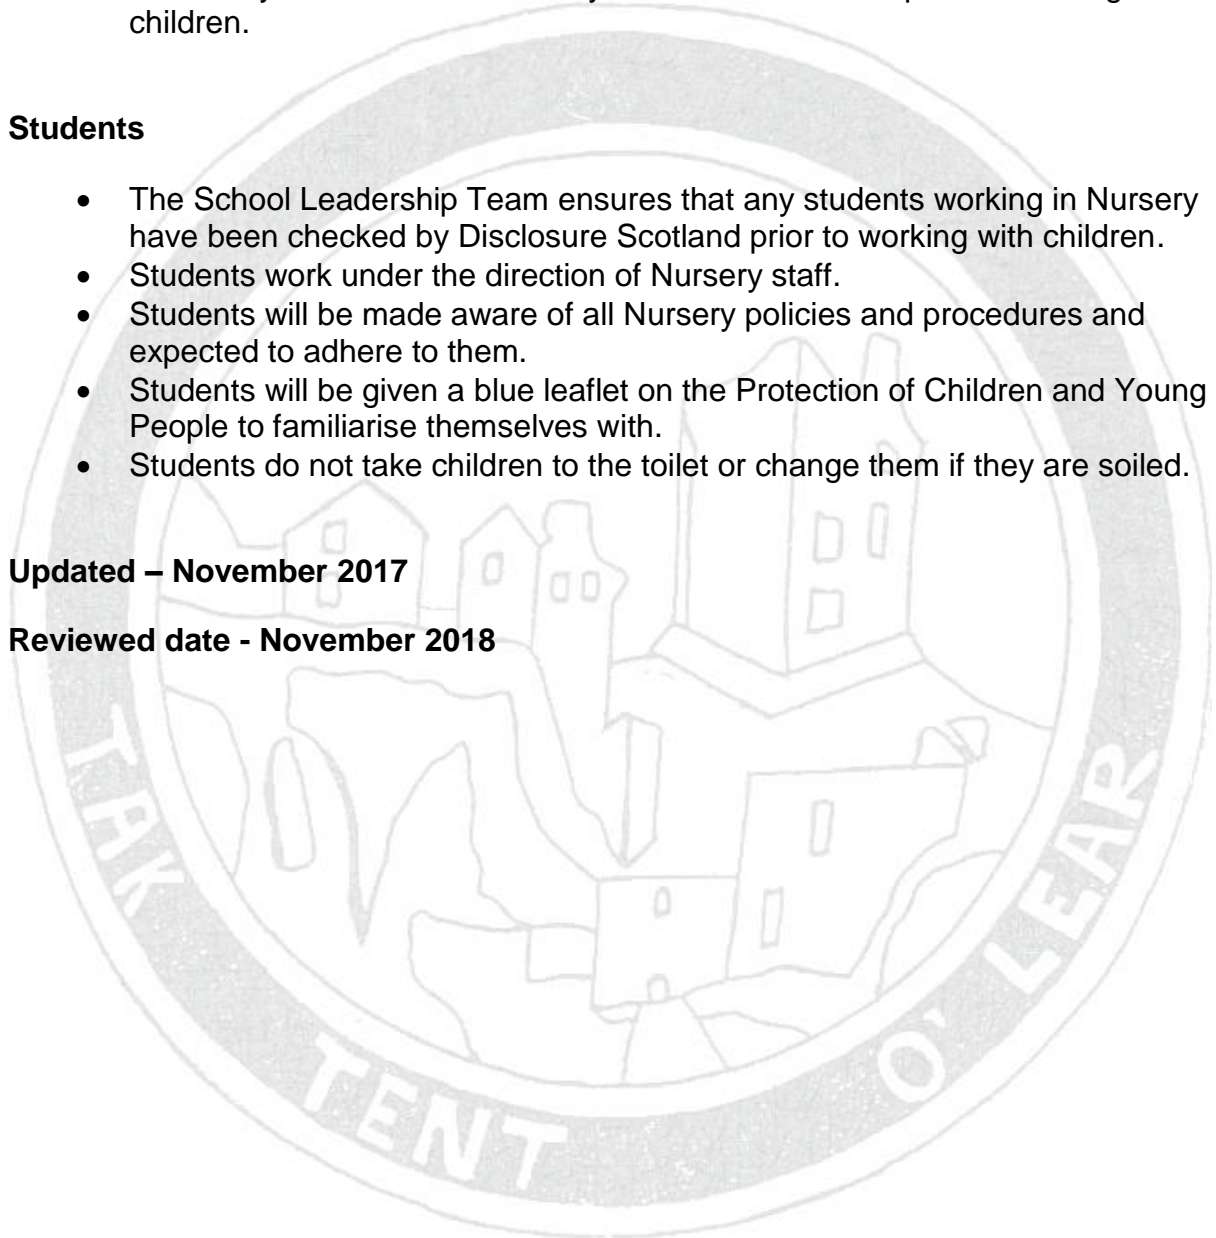 children.
Students
• The School Leadership Team ensures that any students working in Nursery
have been checked by Disclosure Scotland prior to working with children.
• Students work under the direction of Nursery staff.
• Students will be made aware of all Nursery policies and procedures and
expected to adhere to them.
• Students will be given a blue leaflet on the Protection of Children and Young
People to familiarise themselves with.
• Students do not take children to the toilet or change them if they are soiled.
Updated – November 2017
Reviewed date - November 2018
TAK TENT O' LEAR